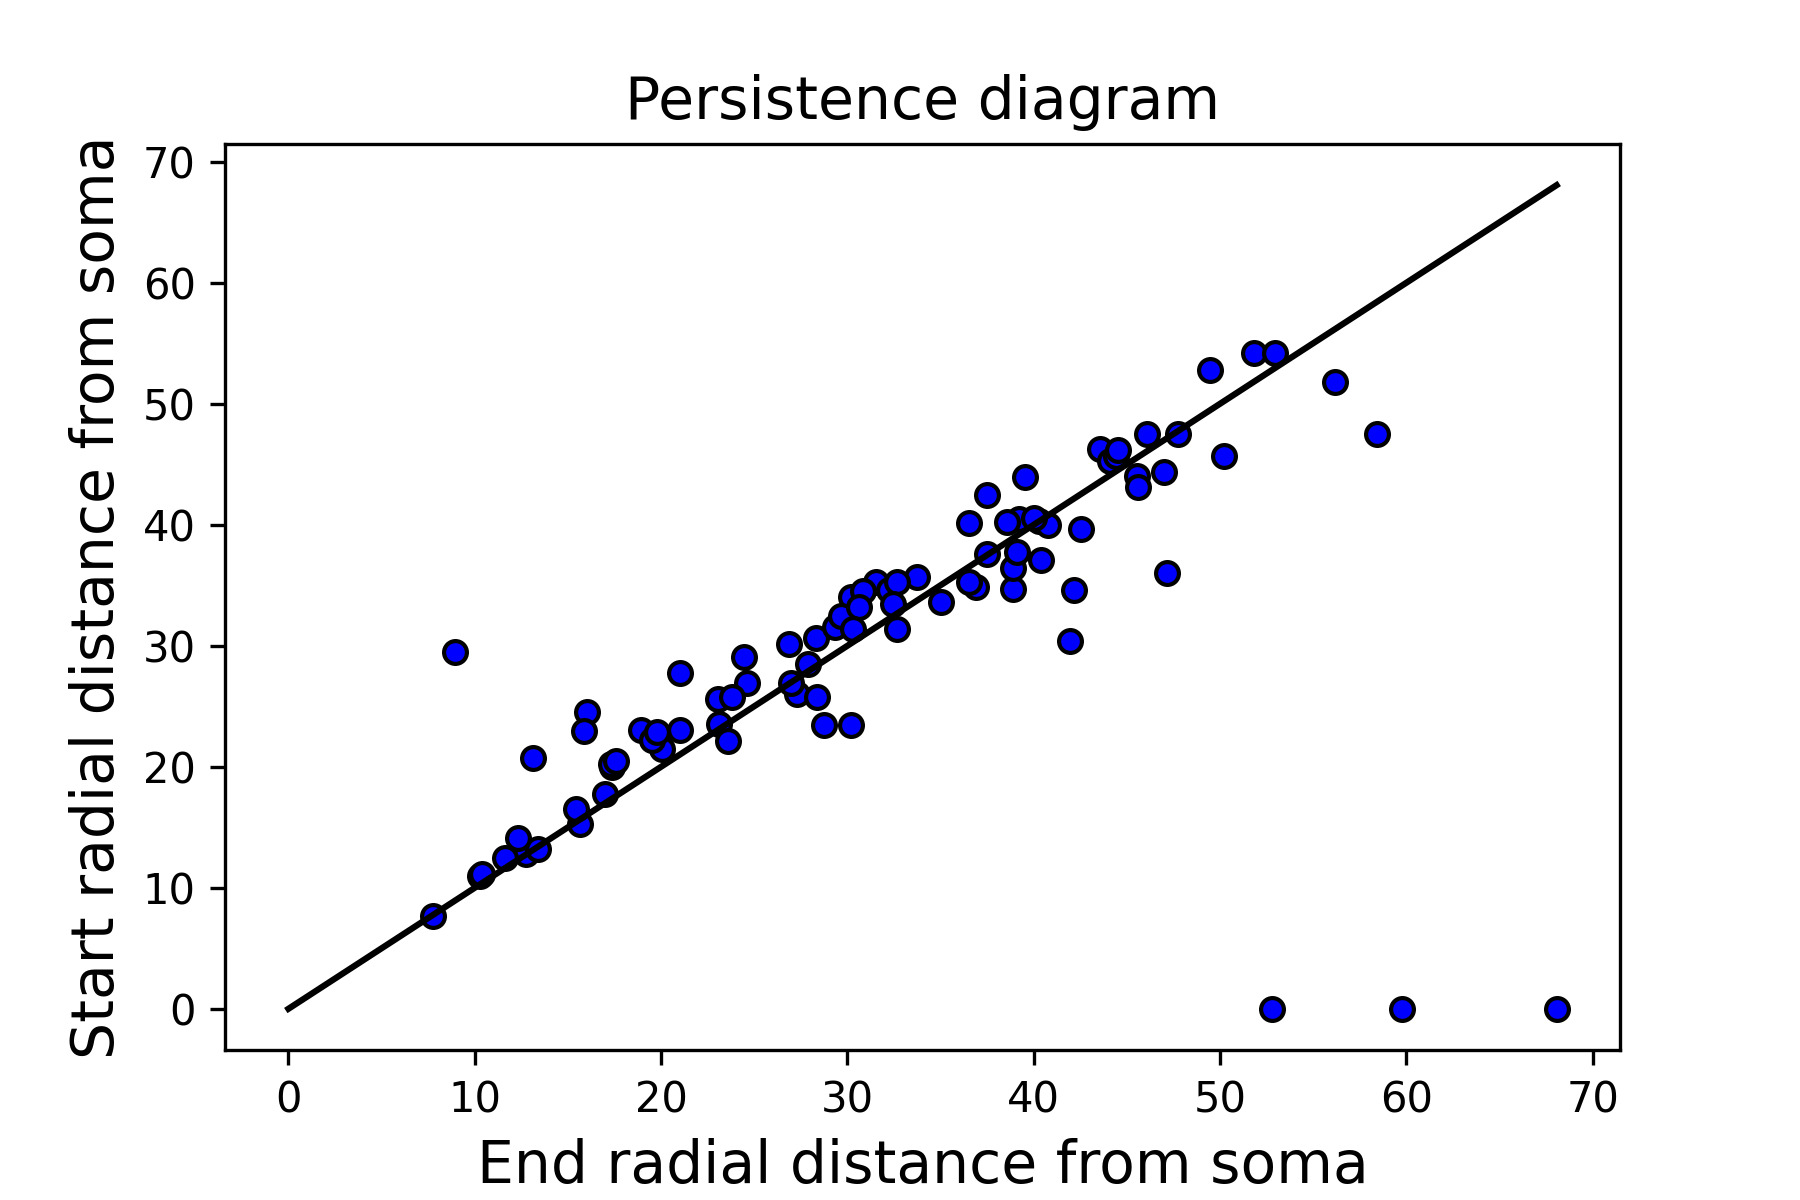 Persistence diagram
Start radial distance from soma
70
60
50
40
30
20
10
0
0 10 20 30 40 50 60 70
End radial distance from soma